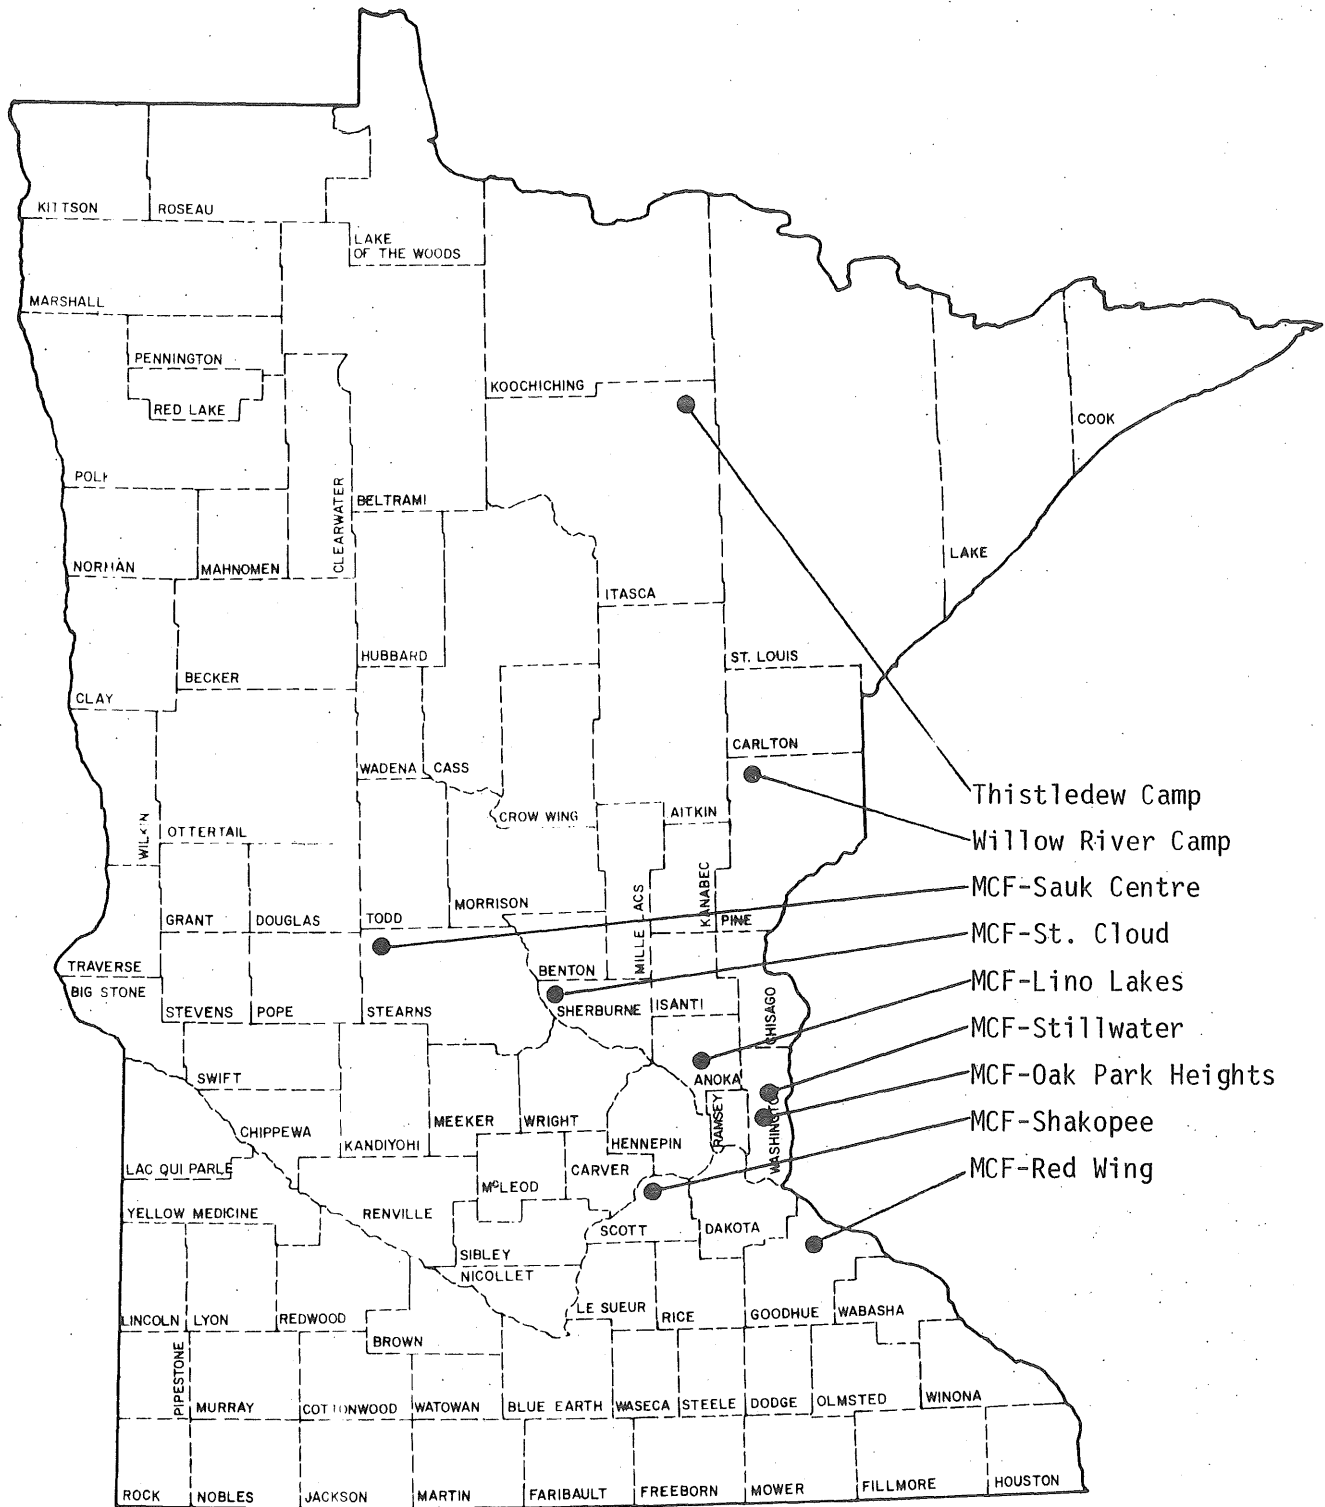 KITTSON
ROSEAU
LAKE
OF THE WOODS
MARSHALL
PENNINGTON
RED LAKE
KOOCHICHING
COOK
POLK
CLEARWATER
BELTRAMI
NORMAN
MAHNOMEN
LAKE
ITASCA
HUBBARD
ST. LOUIS
BECKER
CLAY
CARLTON
WADENA
CASS
Thistledew Camp
CROW WING
AITKIN
WILKIN
OTTERTAIL
Willow River Camp
MCF-Sauk Centre
MORRISON
MILLE LACS
KANABEC
GRANT
DOUGLAS
TODD
PINE
MCF-St. Cloud
TRAVERSE
BENTON
MCF-Lino Lakes
BIG STONE
STEVENS
POPE
STEARNS
SHERBURNE
ISANTI
CHISAGO
MCF-Stillwater
SWIFT
ANOKA
MCF-Oak Park Heights
MEEKER
WRIGHT
RAMSEY
WASHINGTON
MCF-Shakopee
CHIPPEWA
KANDIYOHI
HENNEPIN
LAC QUI PARLE
CARVER
MCF-Red Wing
McLEOD
YELLOW MEDICINE
RENVILLE
SCOTT
DAKOTA
SIBLEY
NICOLLET
LINCOLN
LYON
REDWOOD
LE SUEUR
RICE
GOODHUE
WABASHA
BROWN
PIPESTONE
MURRAY
COTTONWOOD
WATOWAN
BLUE EARTH
WASECA
STEELE
DODGE
OLMSTED
WINONA
ROCK
NOBLES
JACKSON
MARTIN
FARIBAULT
FREEBORN
MOWER
FILLMORE
HOUSTON